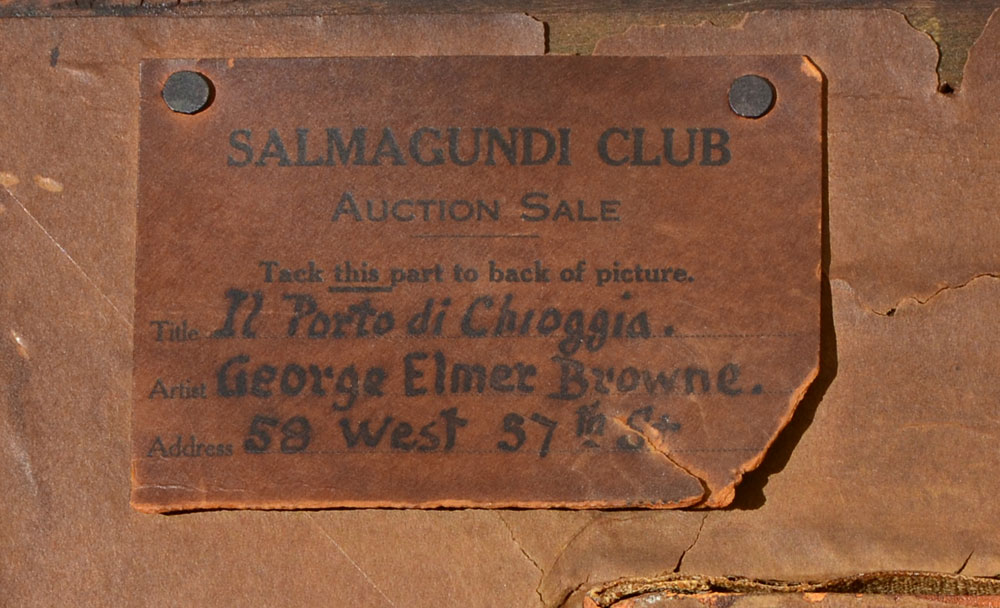 SALMAGUNDI CLUB
AUCTION SALE
Tack this part to back of picture.
Title Il Porto di Chioggia.
Artist George Elmer Browne.
Address 58 West 57th St